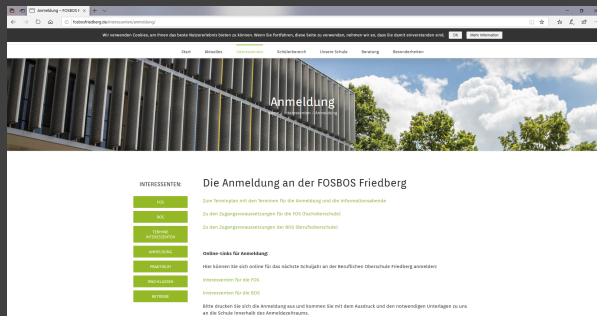 Anmeldung – FOSBOS F
fosbosfriedberg.de/interessenten/anmeldung/
Wir verwenden Cookies, um Ihnen das beste Nutzererlebnis bieten zu können. Wenn Sie fortfahren, diese Seite zu verwenden, nehmen wir an, dass Sie damit einverstanden sind.
OK
Mehr Information
Start
Aktuelles
Interessenten
Schülerbereich
Unsere Schule
Beratung
Besonderheiten
Anmeldung
Interessenten / Anmeldung
INTERESSENTEN:
FOS
BOS
TERMINE
INTERESSENTEN
ANMELDUNG
PRAKTIKUM
BETRIEBE
Die Anmeldung an der FOSBOS Friedberg
Zum Terminplan mit den Terminen für die Anmeldung und die Informationsabende
Zu den Zugangsvoraussetzungen für die FOS (Fachoberschule)
Zu den Zugangsvoraussetzungen der BOS (Berufsoberschule)
Online-Links für Anmeldung:
Hier können Sie sich online für das nächste Schuljahr an der Beruflichen Oberschule Friedberg anmelden:
Interessenten für die FOS
Interessenten für die BOS
Bitte drucken Sie sich die Anmeldung aus und kommen Sie mit dem Ausdruck und den notwendigen Unterlagen zu uns
an die Schule innerhalb des Anmeldezeitraums.